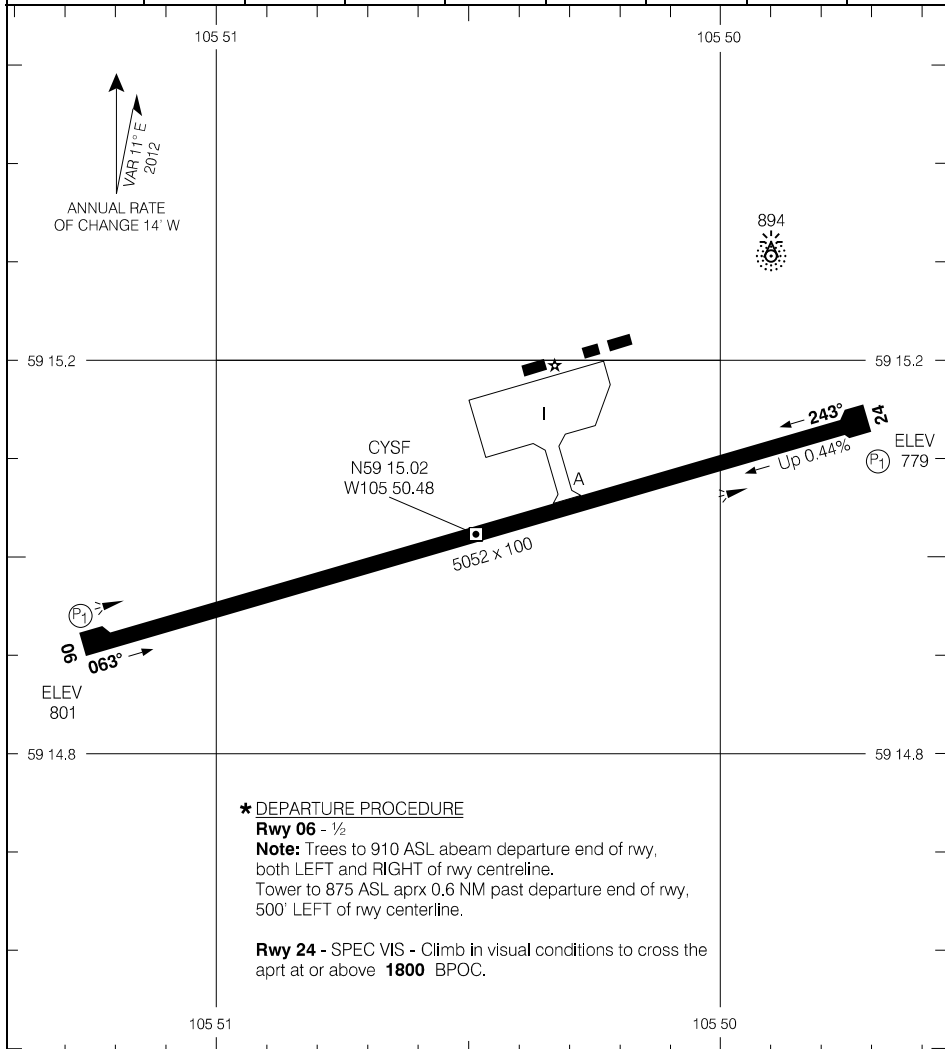 105 51
105 50
VAR 11° E
2012
ANNUAL RATE
OF CHANGE 14' W
894
A
59 15.2
59 15.2
I
243°
24
ELEV
779
P1
Up 0.44%
CYSF
N59 15.02
W105 50.48
A
5052 x 100
P1
06
063°
ELEV
801
59 14.8
59 14.8
* DEPARTURE PROCEDURE
Rwy 06 - ½
Note: Trees to 910 ASL abeam departure end of rwy,
both LEFT and RIGHT of rwy centreline.
Tower to 875 ASL aprx 0.6 NM past departure end of rwy,
500' LEFT of rwy centerline.
Rwy 24 - SPEC VIS - Climb in visual conditions to cross the
aprt at or above 1800 BPOC.
105 51
105 50